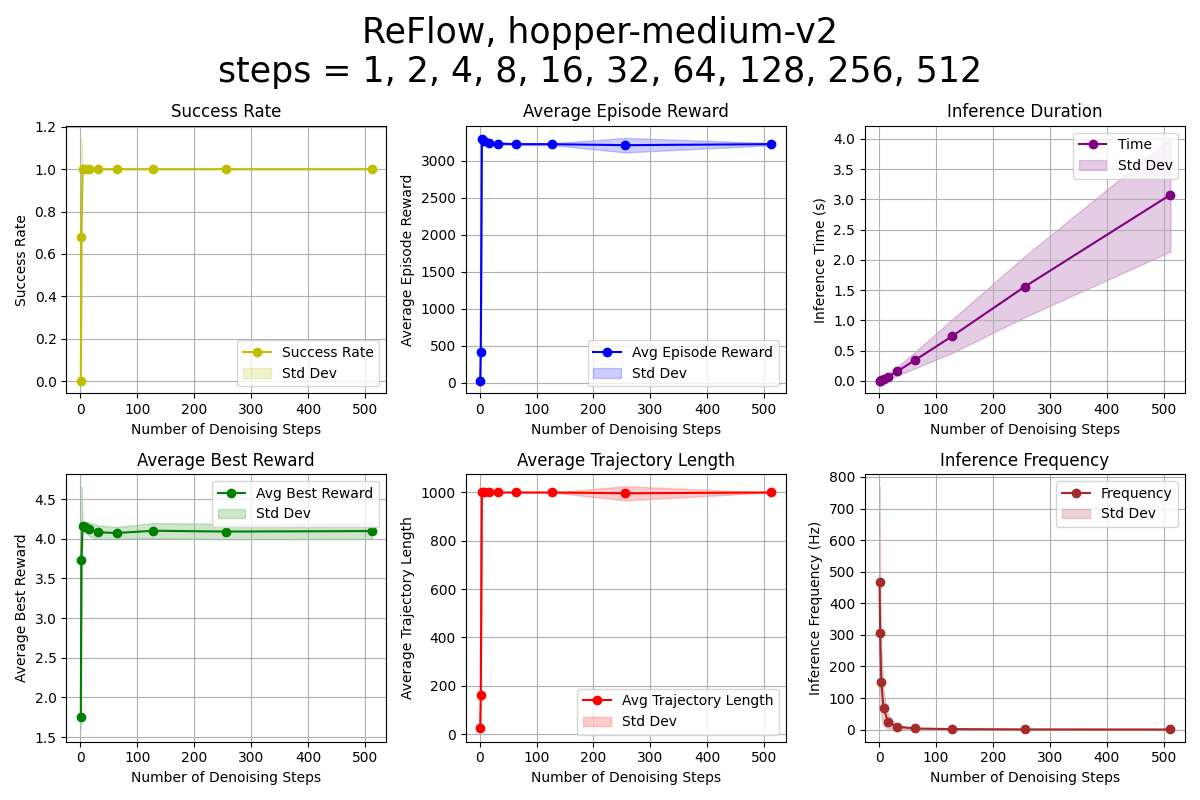 ReFlow, hopper-medium-v2
steps = 1, 2, 4, 8, 16, 32, 64, 128, 256, 512
Success Rate
Success Rate
1.2
1.0
0.8
0.6
0.4
0.2
0.0
Success Rate
Std Dev
0 100 200 300 400 500
Number of Denoising Steps
Average Episode Reward
Average Episode Reward
3000
2500
2000
1500
1000
500
0
Avg Episode Reward
Std Dev
0 100 200 300 400 500
Number of Denoising Steps
Inference Duration
Inference Time (s)
4.0
3.5
3.0
2.5
2.0
1.5
1.0
0.5
0.0
Time
Std Dev
0 100 200 300 400 500
Number of Denoising Steps
Average Best Reward
Average Best Reward
4.5
4.0
3.5
3.0
2.5
2.0
1.5
Avg Best Reward
Std Dev
0 100 200 300 400 500
Number of Denoising Steps
Average Trajectory Length
Average Trajectory Length
1000
800
600
400
200
0
Avg Trajectory Length
Std Dev
0 100 200 300 400 500
Number of Denoising Steps
Inference Frequency
Inference Frequency (Hz)
800
700
600
500
400
300
200
100
0
Frequency
Std Dev
0 100 200 300 400 500
Number of Denoising Steps